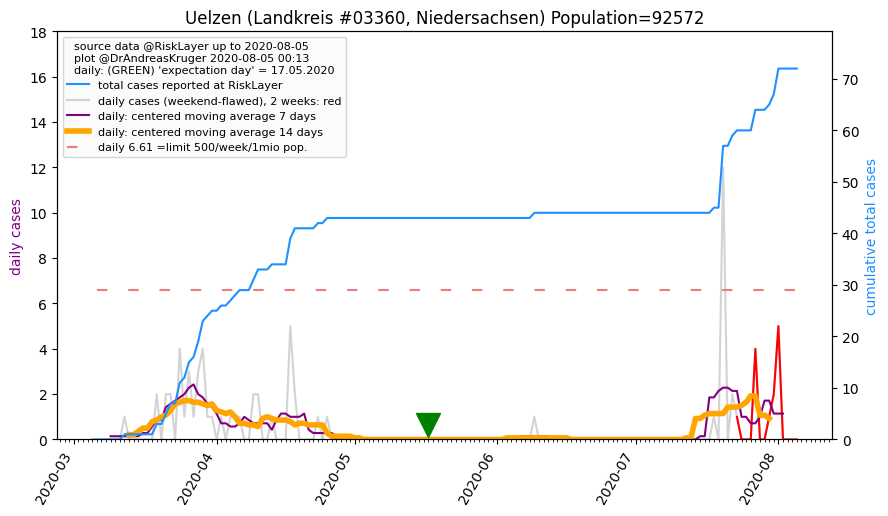 Uelzen (Landkreis #03360, Niedersachsen) Population=92572
source data @RiskLayer up to 2020-08-05
plot @DrAndreasKruger 2020-08-05 00:13
daily: (GREEN) 'expectation day' = 17.05.2020
total cases reported at RiskLayer
daily cases (weekend-flawed), 2 weeks: red
daily: centered moving average 7 days
daily: centered moving average 14 days
daily 6.61 =limit 500/week/1mio pop.
daily cases
18
16
14
12
10
8
6
4
2
0
cumulative total cases
70
60
50
40
30
20
10
0
2020-03
2020-04
2020-05
2020-06
2020-07
2020-08